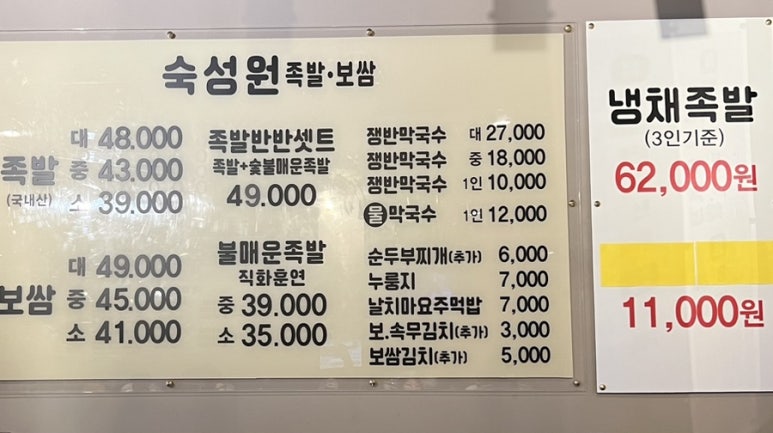 숙성원 족발·보쌈
족발 (국내산)
대 48.000
중 43.000
소 39.000
보쌈
대 49.000
중 45.000
소 41.000
족발반반셋트
족발+숯불매운족발
49.000
불매운족발
직화훈연
중 39.000
소 35.000
쟁반막국수 대 27,000
쟁반막국수 중 18,000
쟁반막국수 1인 10,000
물막국수 1인 12,000
순두부찌개(추가) 6,000
누룽지 7,000
날치마요주먹밥 7,000
보.속무김치(추가) 3,000
보쌈김치(추가) 5,000
냉채족발
(3인기준)
62,000원
11,000원